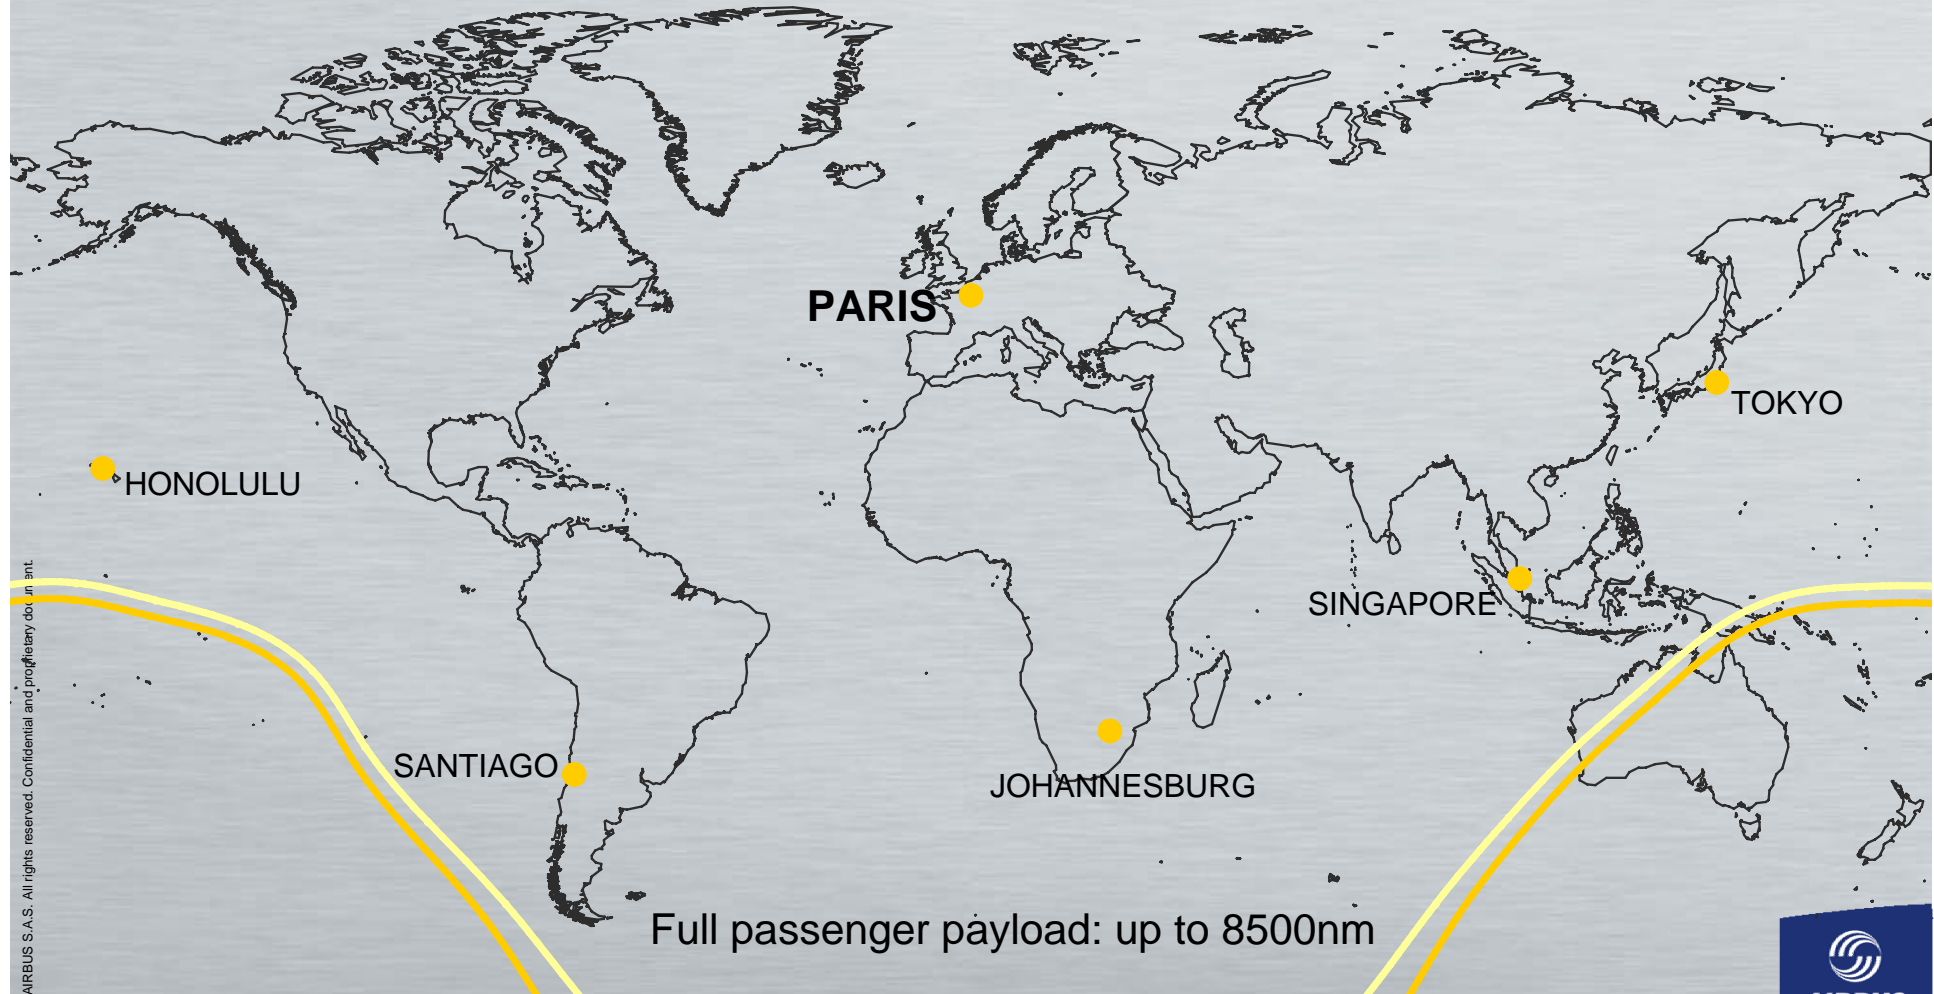 PARIS
TOKYO
HONOLULU
SINGAPORE
SANTIAGO
JOHANNESBURG
Full passenger payload: up to 8500nm
AIRBUS S.A.S. All rights reserved. Confidential and proprietary document.
AIRBUS